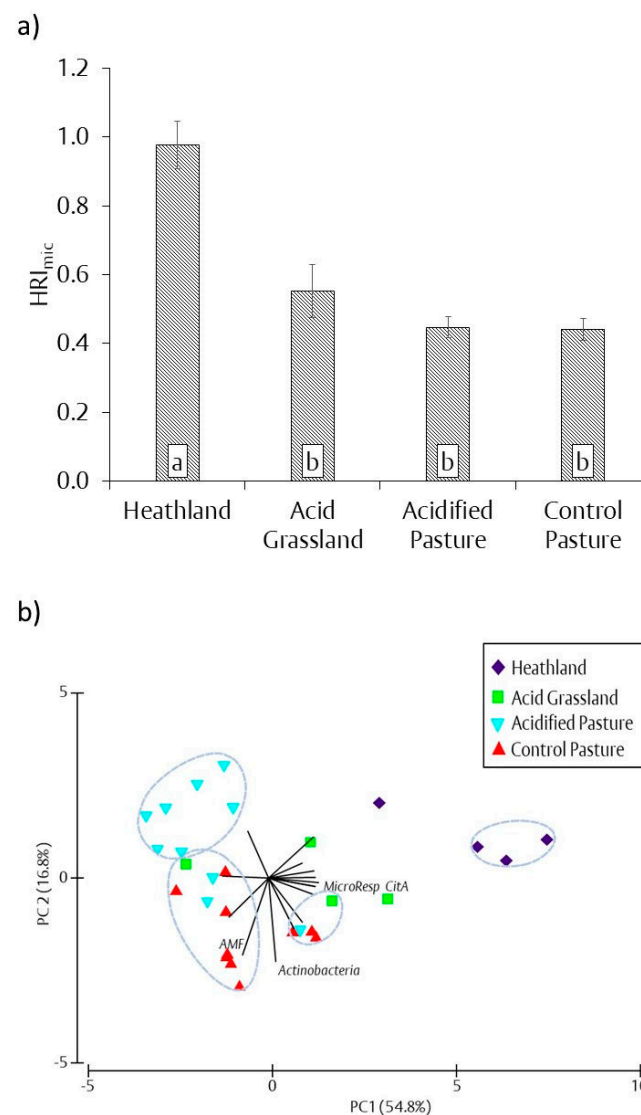 a)
1.2
1.0
0.8
0.6
0.4
0.2
0.0
HRImic
a
b
b
b
Heathland
Acid
Grassland
Acidified
Pasture
Control
Pasture
b)
Heathland
Acid Grassland
Acidified Pasture
Control Pasture
5
0
-5
PC2 (16.8%)
MicroResp CitA
AMF
Actinobacteria
-5
0
5
10
PC1 (54.8%)